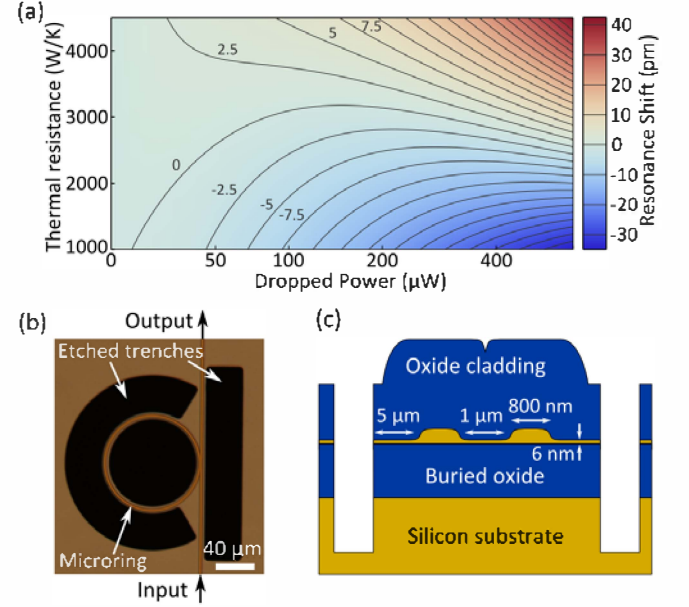 (a)
Thermal resistance (W/K)
4000
3000
2000
1000
2.5
5
7.5
0
-2.5
-5
-7.5
0
50
100
200
400
Dropped Power (μW)
40
30
20
10
0
-10
-20
-30
Resonance Shift (pm)
(b)
Output
Etched trenches
Microring
40 μm
Input
(c)
Oxide cladding
5 μm
1 μm
800 nm
6 nm
Buried oxide
Silicon substrate